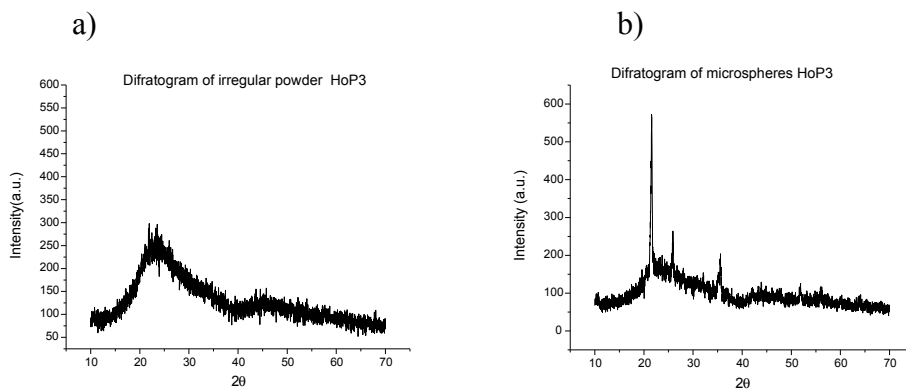 a)
Difratogram of irregular powder HoP3
600
550
500
450
400
350
300
250
200
150
100
50
Intensity(a.u.)
10 20 30 40 50 60 70
2θ
b)
Difratogram of microspheres HoP3
600
500
400
300
200
100
0
Intensity (a.u.)
10 20 30 40 50 60 70
2θ